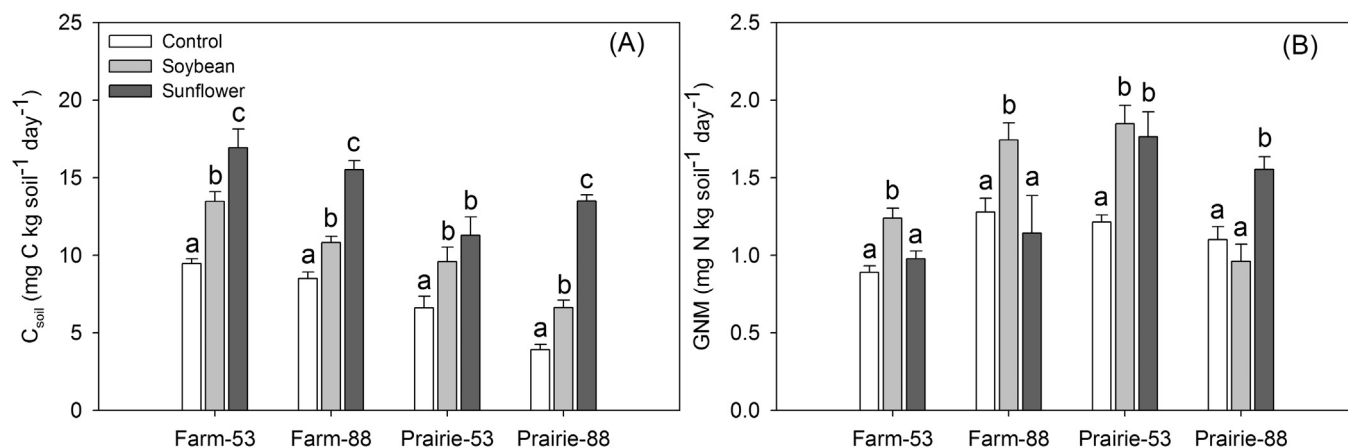 (A)
Control
Soybean
Sunflower
C_soil (mg C kg soil⁻¹ day⁻¹)
25
20
15
10
5
0
a b c
a b c
a b b
a b c
Farm-53 Farm-88 Prairie-53 Prairie-88
(B)
GNM (mg N kg soil⁻¹ day⁻¹)
2.5
2.0
1.5
1.0
0.5
0.0
a b a
a b a
a b b
a a b
Farm-53 Farm-88 Prairie-53 Prairie-88